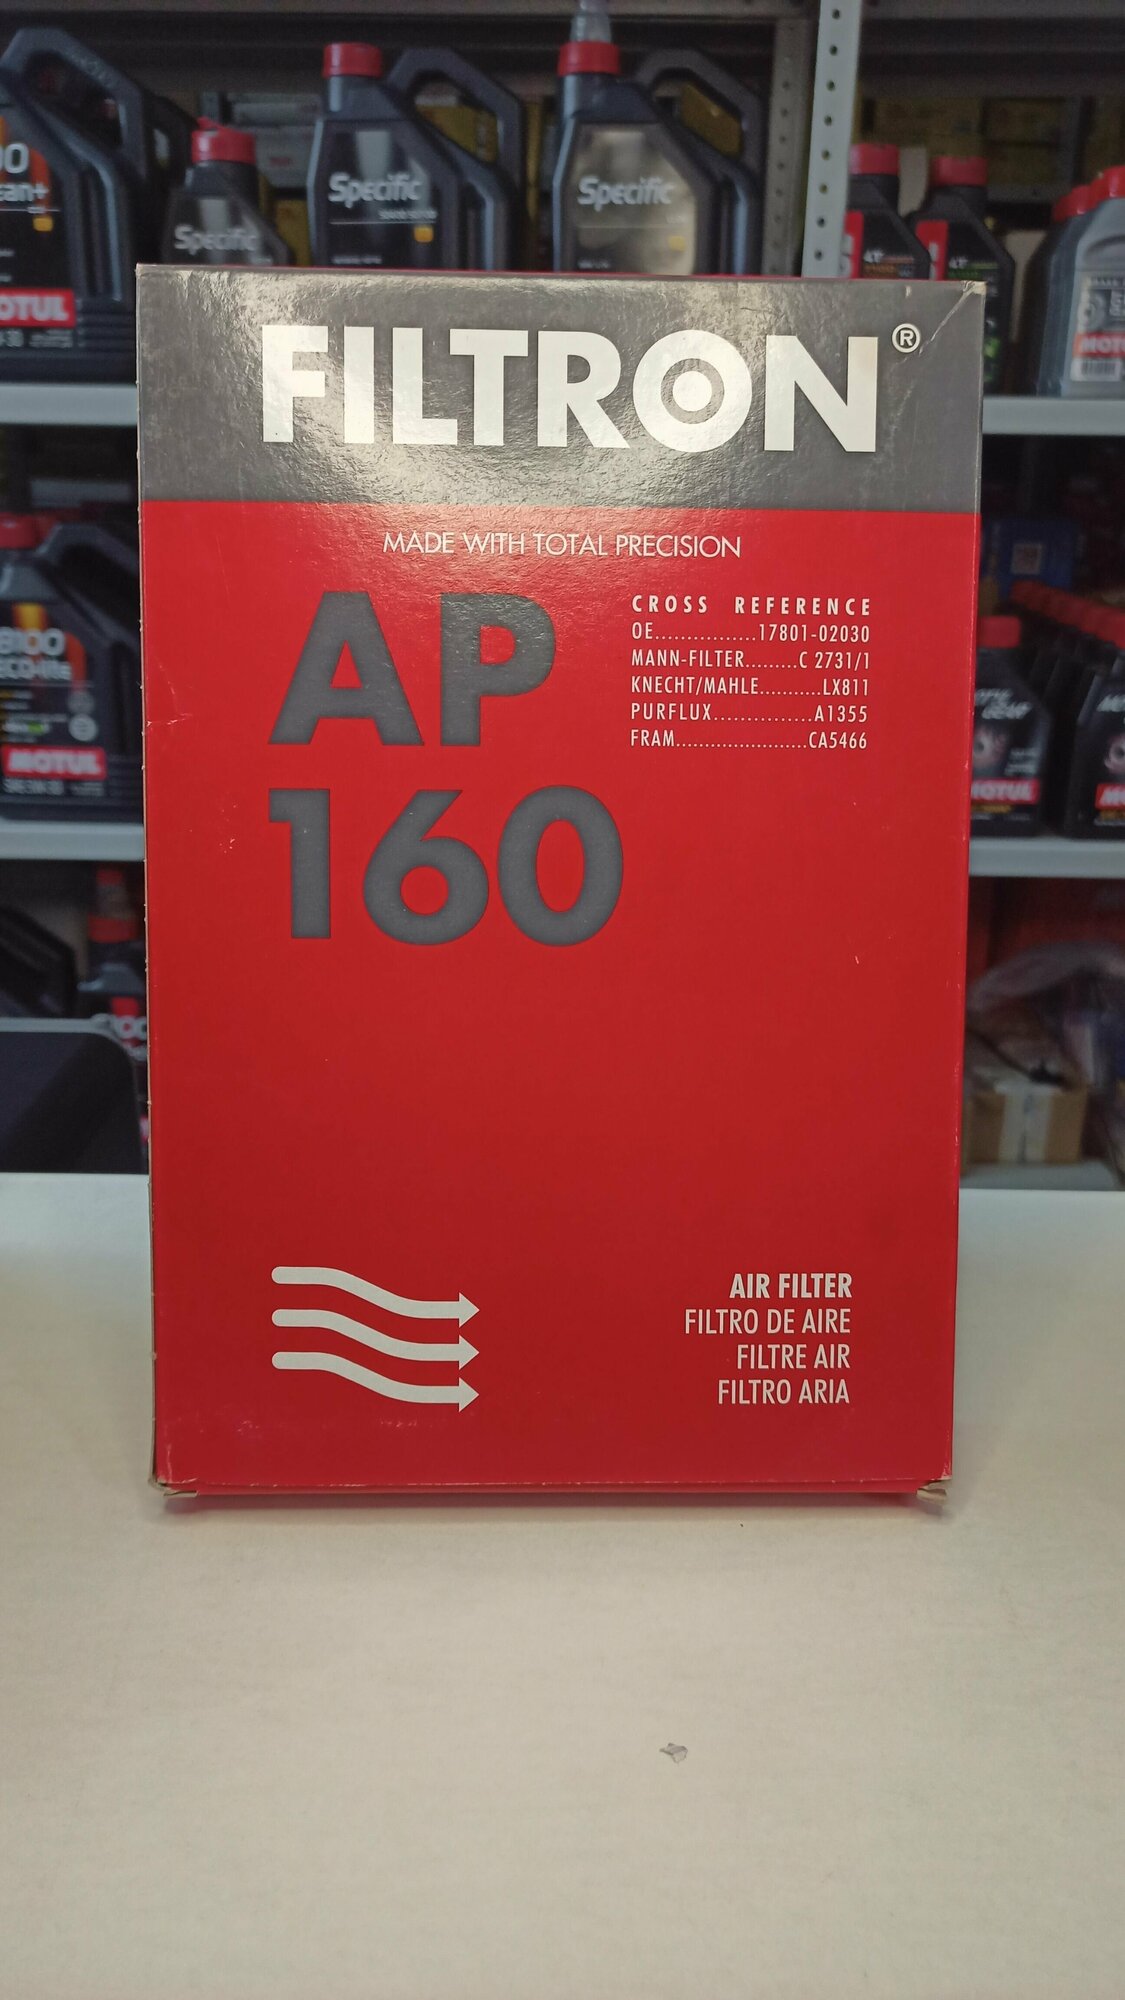 Specific
Specific
Specific
MOTUL
4T
4T
FILTRON®
MADE WITH TOTAL PRECISION
AP
160
CROSS REFERENCE
OE................17801-02030
MANN-FILTER.........C 2731/1
KNECHT/MAHLE...........LX811
PURFLUX...............A1355
FRAM......................CA5466
8100
MOTUL
AIR FILTER
FILTRO DE AIRE
FILTRE AIR
FILTRO ARIA